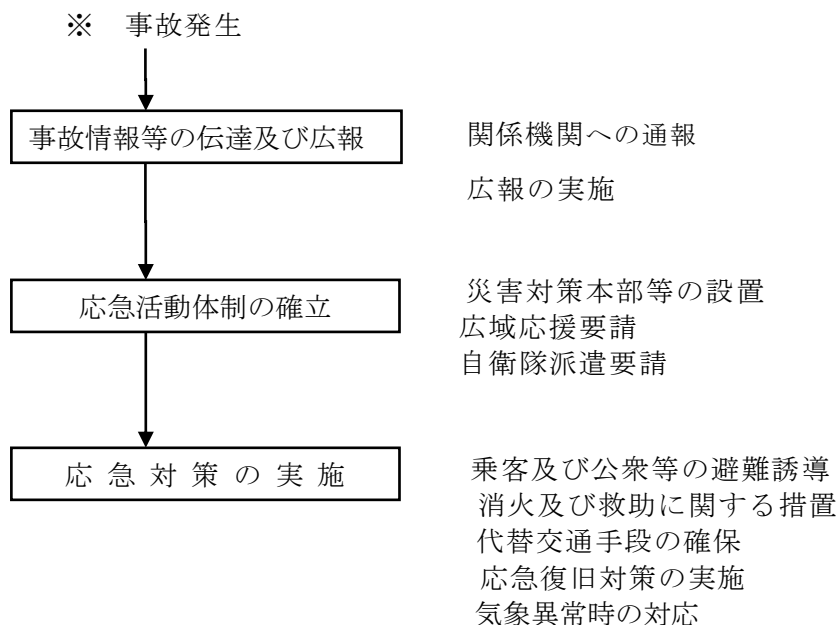 ※　事故発生
事故情報等の伝達及び広報
関係機関への通報
広報の実施
応急活動体制の確立
災害対策本部等の設置
広域応援要請
自衛隊派遣要請
応 急 対 策 の 実 施
乗客及び公衆等の避難誘導
消火及び救助に関する措置
代替交通手段の確保
応急復旧対策の実施
気象異常時の対応